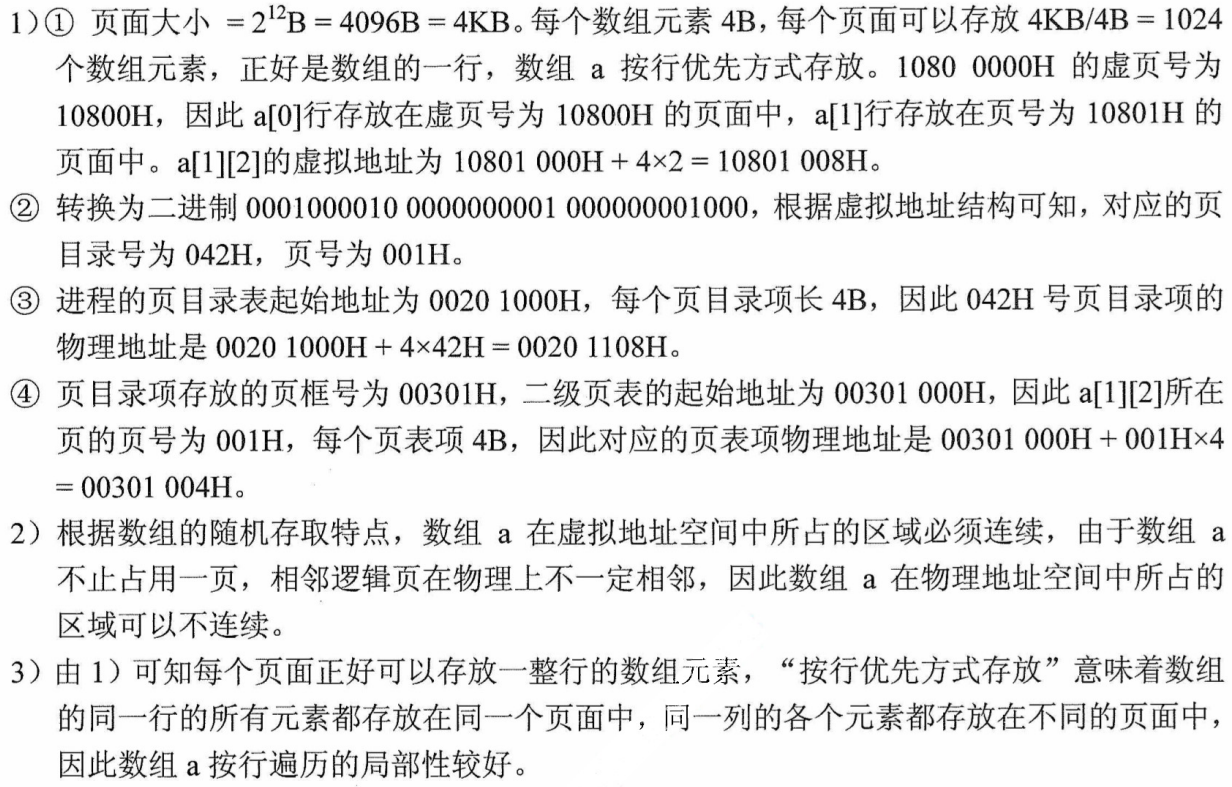 1)① 页面大小 = 2¹²B = 4096B = 4KB。每个数组元素 4B，每个页面可以存放 4KB/4B = 1024
个数组元素，正好是数组的一行，数组 a 按行优先方式存放。1080 0000H 的虚页号为
10800H，因此 a[0]行存放在虚页号为 10800H 的页面中，a[1]行存放在页号为 10801H 的
页面中。a[1][2]的虚拟地址为 10801 000H + 4×2 = 10801 008H。
② 转换为二进制 0001000010 0000000001 000000001000，根据虚拟地址结构可知，对应的页
目录号为 042H，页号为 001H。
③ 进程的页目录表起始地址为 0020 1000H，每个页目录项长 4B，因此 042H 号页目录项的
物理地址是 0020 1000H + 4×42H = 0020 1108H。
④ 页目录项存放的页框号为 00301H，二级页表的起始地址为 00301 000H，因此 a[1][2]所在
页的页号为 001H，每个页表项 4B，因此对应的页表项物理地址是 00301 000H + 001H×4
= 00301 004H。
2）根据数组的随机存取特点，数组 a 在虚拟地址空间中所占的区域必须连续，由于数组 a
不止占用一页，相邻逻辑页在物理上不一定相邻，因此数组 a 在物理地址空间中所占的
区域可以不连续。
3）由 1）可知每个页面正好可以存放一整行的数组元素，“按行优先方式存放”意味着数组
的同一行的所有元素都存放在同一个页面中，同一列的各个元素都存放在不同的页面中，
因此数组 a 按行遍历的局部性较好。